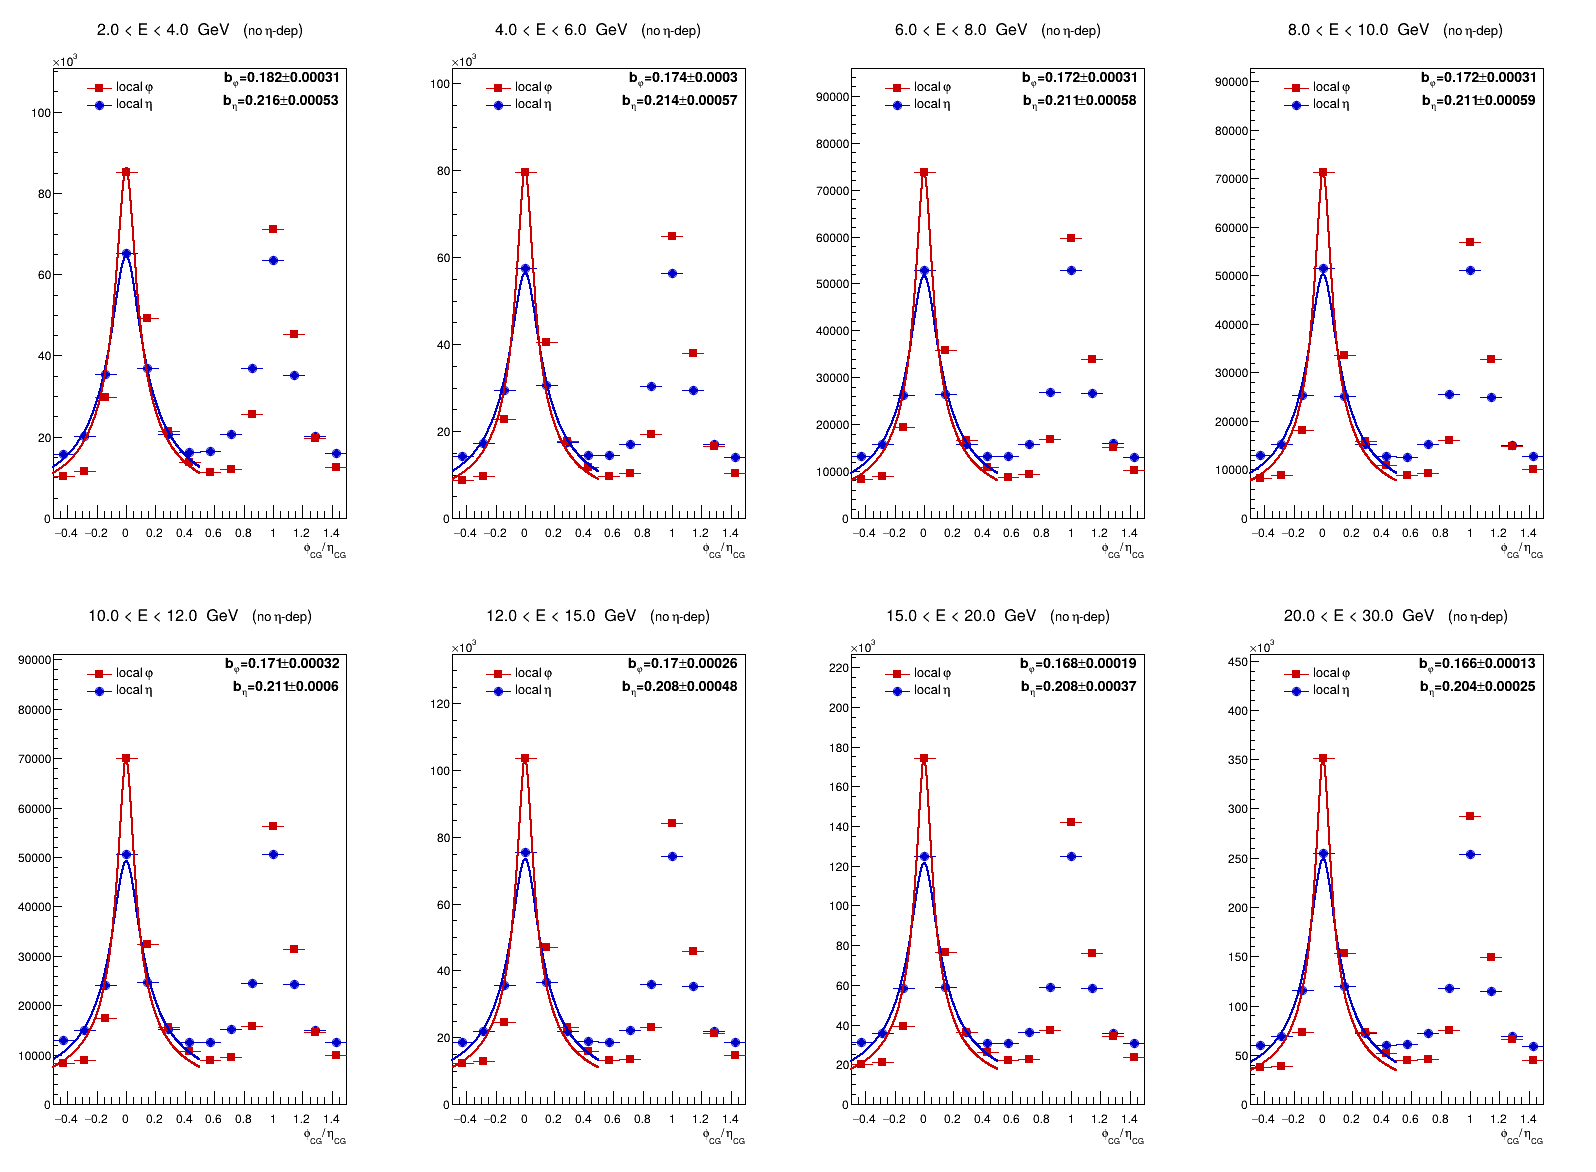 2.0 < E < 4.0 GeV (no η-dep)
×10³
local φ
local η
b_φ=0.182±0.00031
b_η=0.216±0.00053
100
80
60
40
20
0
−0.4 −0.2 0 0.2 0.4 0.6 0.8 1 1.2 1.4
ϕ_CG/η_CG
4.0 < E < 6.0 GeV (no η-dep)
×10³
local φ
local η
b_φ=0.174±0.0003
b_η=0.214±0.00057
100
80
60
40
20
0
−0.4 −0.2 0 0.2 0.4 0.6 0.8 1 1.2 1.4
ϕ_CG/η_CG
6.0 < E < 8.0 GeV (no η-dep)
local φ
local η
b_φ=0.172±0.00031
b_η=0.211±0.00058
90000
80000
70000
60000
50000
40000
30000
20000
10000
0
−0.4 −0.2 0 0.2 0.4 0.6 0.8 1 1.2 1.4
ϕ_CG/η_CG
8.0 < E < 10.0 GeV (no η-dep)
local φ
local η
b_φ=0.172±0.00031
b_η=0.211±0.00059
90000
80000
70000
60000
50000
40000
30000
20000
10000
0
−0.4 −0.2 0 0.2 0.4 0.6 0.8 1 1.2 1.4
ϕ_CG/η_CG
10.0 < E < 12.0 GeV (no η-dep)
local φ
local η
b_φ=0.171±0.00032
b_η=0.211±0.0006
90000
80000
70000
60000
50000
40000
30000
20000
10000
0
−0.4 −0.2 0 0.2 0.4 0.6 0.8 1 1.2 1.4
ϕ_CG/η_CG
12.0 < E < 15.0 GeV (no η-dep)
×10³
local φ
local η
b_φ=0.17±0.00026
b_η=0.208±0.00048
120
100
80
60
40
20
0
−0.4 −0.2 0 0.2 0.4 0.6 0.8 1 1.2 1.4
ϕ_CG/η_CG
15.0 < E < 20.0 GeV (no η-dep)
×10³
local φ
local η
b_φ=0.168±0.00019
b_η=0.208±0.00037
220
200
180
160
140
120
100
80
60
40
20
0
−0.4 −0.2 0 0.2 0.4 0.6 0.8 1 1.2 1.4
ϕ_CG/η_CG
20.0 < E < 30.0 GeV (no η-dep)
×10³
local φ
local η
b_φ=0.166±0.00013
b_η=0.204±0.00025
450
400
350
300
250
200
150
100
50
0
−0.4 −0.2 0 0.2 0.4 0.6 0.8 1 1.2 1.4
ϕ_CG/η_CG